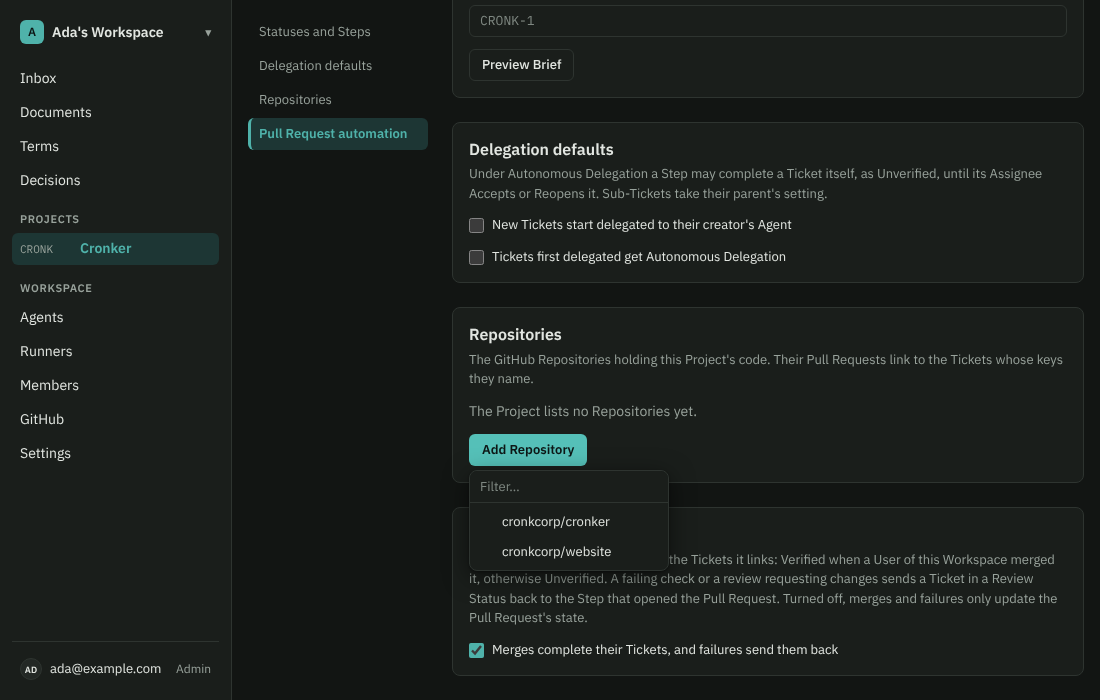 A Ada's Workspace ▾
Inbox
Documents
Terms
Decisions
PROJECTS
CRONK Cronker
WORKSPACE
Agents
Runners
Members
GitHub
Settings
AD ada@example.com Admin
Statuses and Steps
Delegation defaults
Repositories
Pull Request automation
CRONK-1
Preview Brief
Delegation defaults
Under Autonomous Delegation a Step may complete a Ticket itself, as Unverified, until its Assignee
Accepts or Reopens it. Sub-Tickets take their parent's setting.
New Tickets start delegated to their creator's Agent
Tickets first delegated get Autonomous Delegation
Repositories
The GitHub Repositories holding this Project's code. Their Pull Requests link to the Tickets whose keys
they name.
The Project lists no Repositories yet.
Add Repository
Filter...
cronkcorp/cronker
cronkcorp/website
the Tickets it links: Verified when a User of this Workspace merged
it, otherwise Unverified. A failing check or a review requesting changes sends a Ticket in a Review
Status back to the Step that opened the Pull Request. Turned off, merges and failures only update the
Pull Request's state.
Merges complete their Tickets, and failures send them back